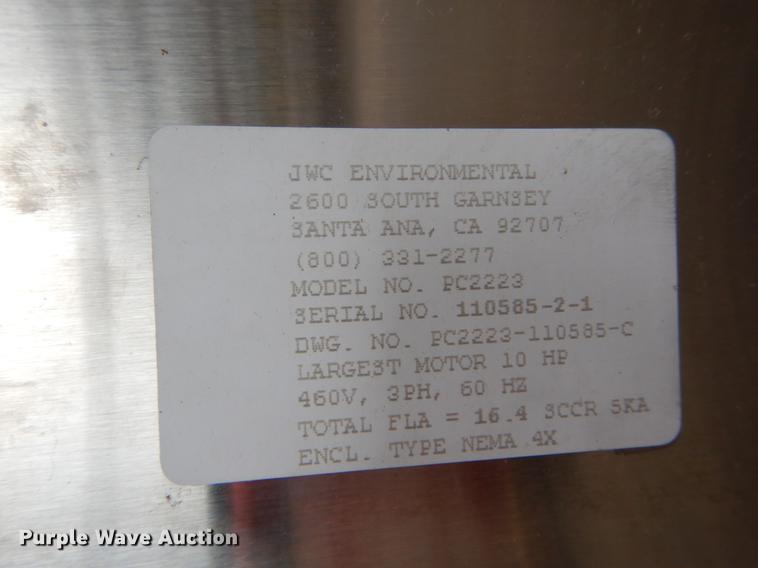 JWC ENVIRONMENTAL
2600 SOUTH GARNSEY
SANTA ANA, CA 92707
(800) 331-2277
MODEL NO. PC2223
SERIAL NO. 110585-2-1
DWG. NO. PC2223-110585-C
LARGEST MOTOR 10 HP
460V, 3PH, 60 HZ
TOTAL FLA = 16.4 SCCR 5KA
ENCL. TYPE NEMA 4X
Purple Wave Auction